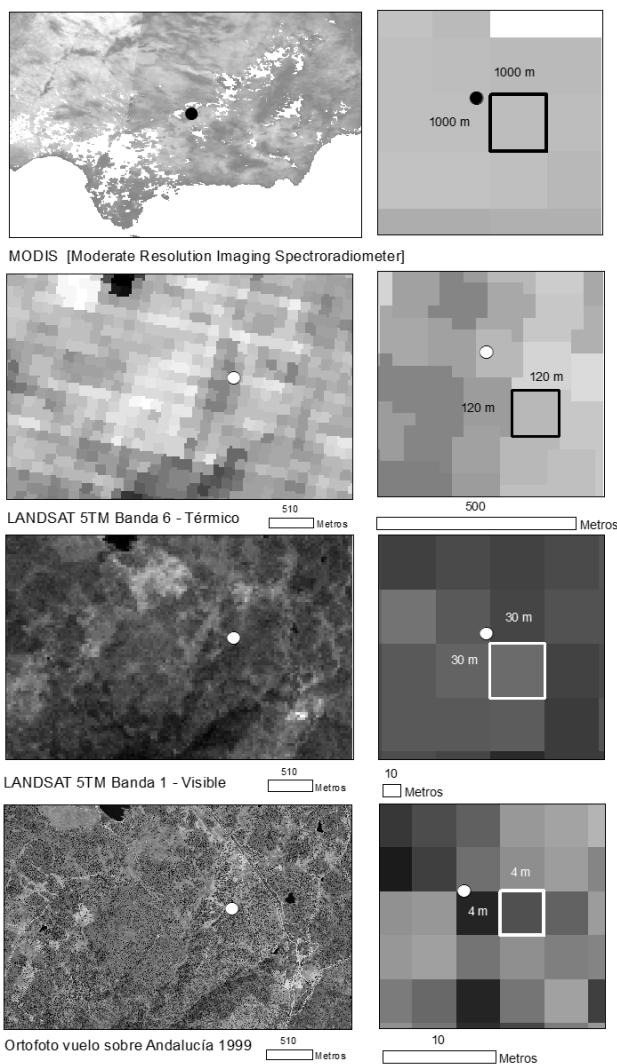 1000 m
1000 m
MODIS [Moderate Resolution Imaging Spectroradiometer]
120 m
120 m
LANDSAT 5TM Banda 6 - Térmico
510
Metros
500
Metros
30 m
30 m
LANDSAT 5TM Banda 1 - Visible
510
Metros
10
Metros
4 m
4 m
Ortofoto vuelo sobre Andalucía 1999
510
Metros
10
Metros